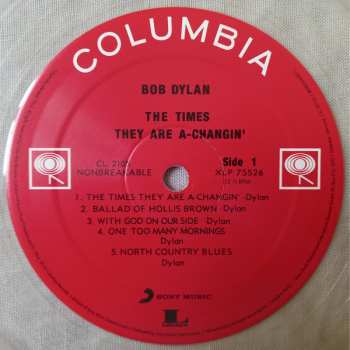 COLUMBIA
BOB DYLAN
THE TIMES
THEY ARE A-CHANGIN'
CL 2105
NONBREAKABLE
Side 1
XLP 75526
1. THE TIMES THEY ARE A-CHANGIN' -Dylan
2. BALLAD OF HOLLIS BROWN -Dylan
3. WITH GOD ON OUR SIDE -Dylan
4. ONE TOO MANY MORNINGS
Dylan
5. NORTH COUNTRY BLUES
Dylan
SONY MUSIC